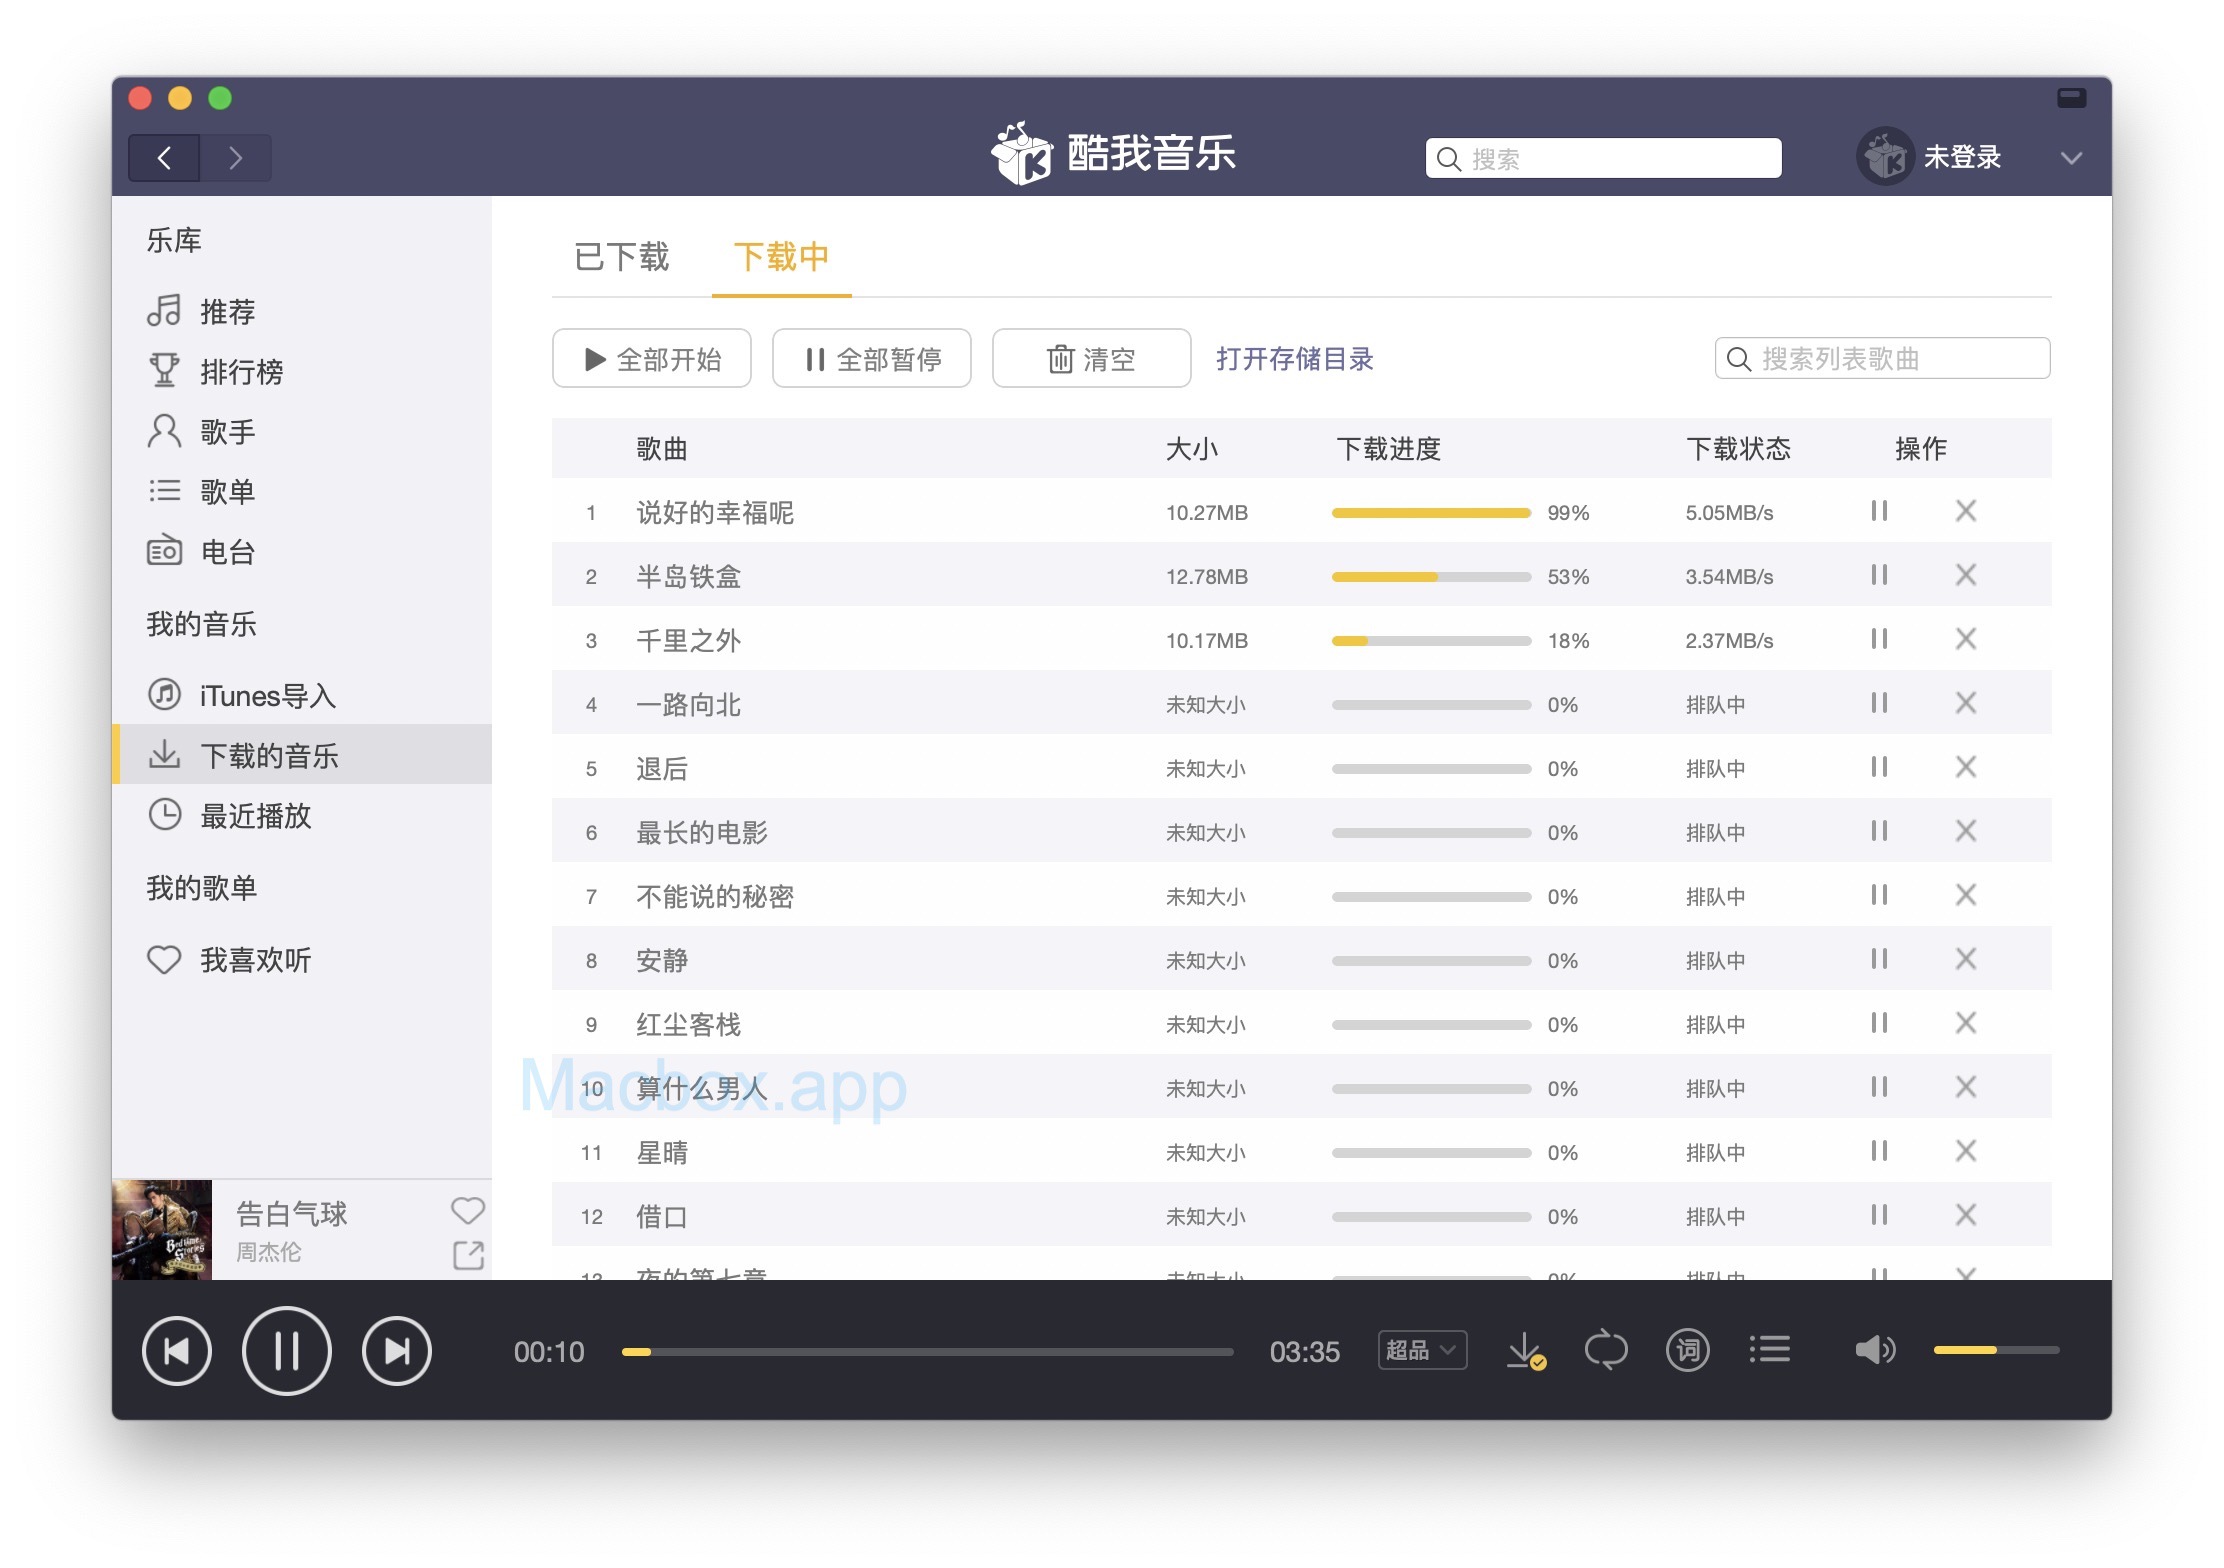 酷我音乐
搜索
未登录
乐库
推荐
排行榜
歌手
歌单
电台
我的音乐
iTunes导入
下载的音乐
最近播放
我的歌单
我喜欢听
已下载 下载中
全部开始 全部暂停 清空 打开存储目录 搜索列表歌曲
歌曲 大小 下载进度 下载状态 操作
1 说好的幸福呢 10.27MB 99% 5.05MB/s
2 半岛铁盒 12.78MB 53% 3.54MB/s
3 千里之外 10.17MB 18% 2.37MB/s
4 一路向北 未知大小 0% 排队中
5 退后 未知大小 0% 排队中
6 最长的电影 未知大小 0% 排队中
7 不能说的秘密 未知大小 0% 排队中
8 安静 未知大小 0% 排队中
9 红尘客栈 未知大小 0% 排队中
10 算什么男人 未知大小 0% 排队中
Macbox.app
11 星晴 未知大小 0% 排队中
12 借口 未知大小 0% 排队中
13 夜的第七章 未知大小 0% 排队中
Bedtime
Stories
告白气球
周杰伦
00:10 03:35 超品 词